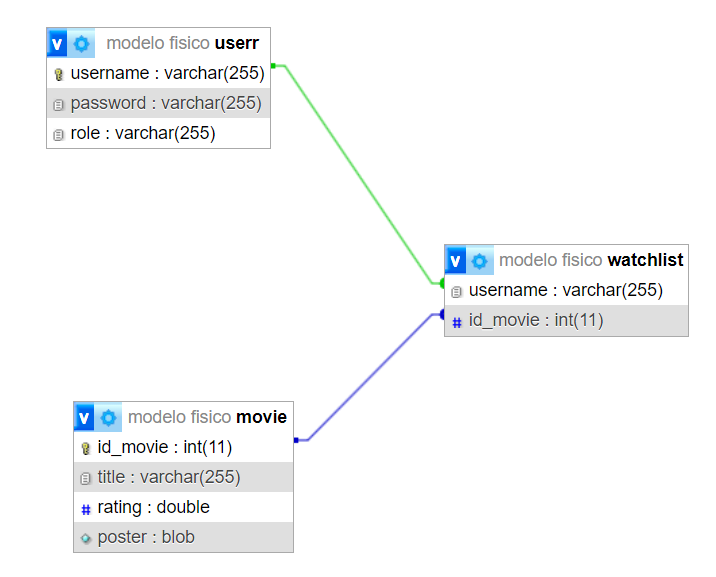 v modelo fisico userr
username : varchar(255)
password : varchar(255)
role : varchar(255)
v modelo fisico watchlist
username : varchar(255)
# id_movie : int(11)
v modelo fisico movie
id_movie : int(11)
title : varchar(255)
# rating : double
poster : blob